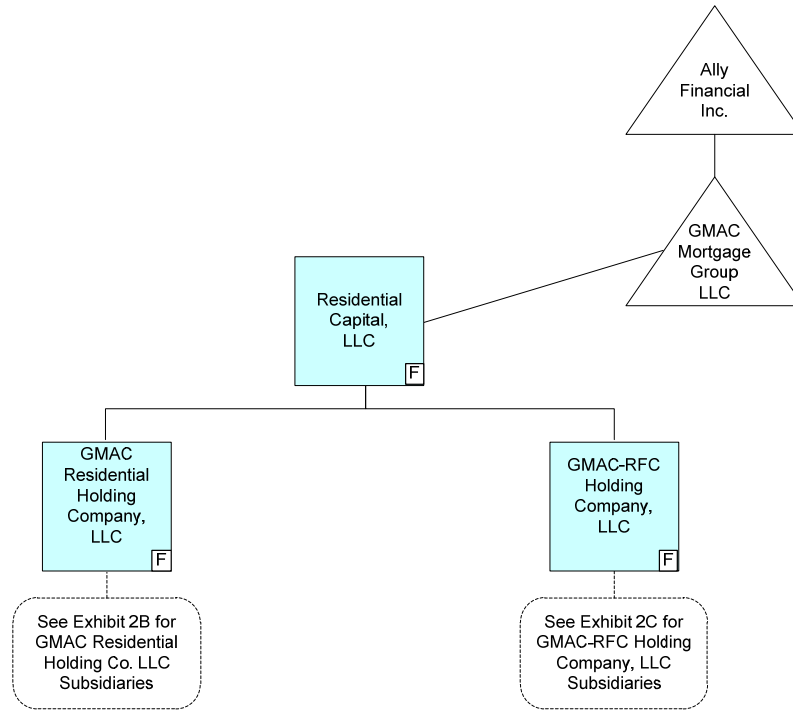 Ally
Financial
Inc.
GMAC
Mortgage
Group
LLC
Residential
Capital,
LLC
F
GMAC
Residential
Holding
Company,
LLC
F
GMAC-RFC
Holding
Company,
LLC
F
See Exhibit 2B for
GMAC Residential
Holding Co. LLC
Subsidiaries
See Exhibit 2C for
GMAC-RFC Holding
Company, LLC
Subsidiaries